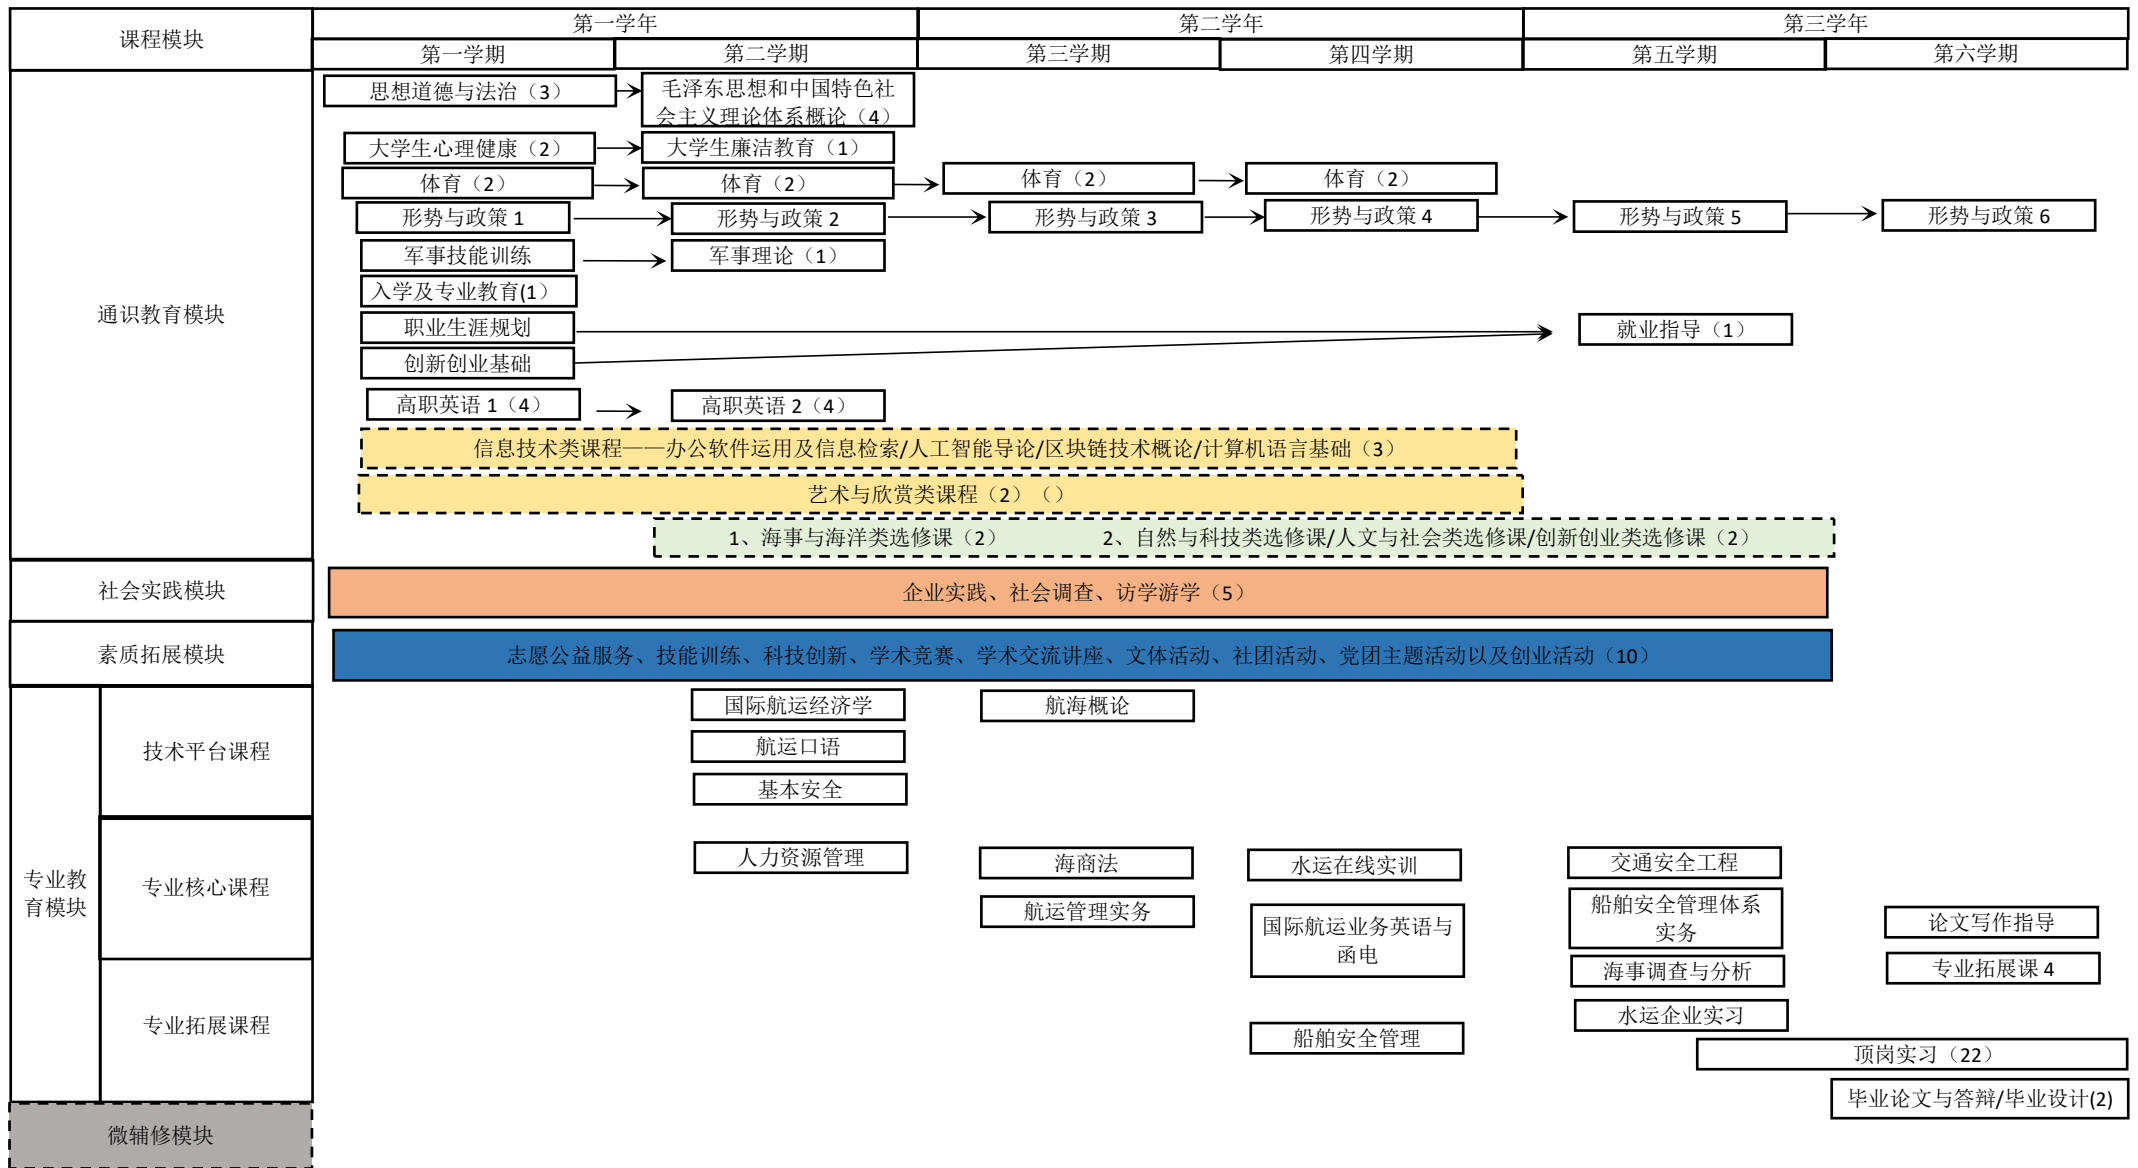 课程模块
第一学年
第二学年
第三学年
第一学期
第二学期
第三学期
第四学期
第五学期
第六学期
通识教育模块
思想道德与法治（3）
毛泽东思想和中国特色社
会主义理论体系概论（4）
大学生心理健康（2）
大学生廉洁教育（1）
体育（2）
体育（2）
体育（2）
体育（2）
形势与政策 1
形势与政策 2
形势与政策 3
形势与政策 4
形势与政策 5
形势与政策 6
军事技能训练
军事理论（1）
入学及专业教育(1）
职业生涯规划
就业指导（1）
创新创业基础
高职英语 1（4）
高职英语 2（4）
信息技术类课程——办公软件运用及信息检索/人工智能导论/区块链技术概论/计算机语言基础（3）
艺术与欣赏类课程（2）（）
1、海事与海洋类选修课（2） 2、自然与科技类选修课/人文与社会类选修课/创新创业类选修课（2）
社会实践模块
企业实践、社会调查、访学游学（5）
素质拓展模块
志愿公益服务、技能训练、科技创新、学术竞赛、学术交流讲座、文体活动、社团活动、党团主题活动以及创业活动（10）
专业教
育模块
技术平台课程
国际航运经济学
航海概论
航运口语
基本安全
专业核心课程
人力资源管理
海商法
水运在线实训
交通安全工程
航运管理实务
国际航运业务英语与
函电
船舶安全管理体系
实务
论文写作指导
海事调查与分析
专业拓展课 4
专业拓展课程
水运企业实习
船舶安全管理
顶岗实习（22）
毕业论文与答辩/毕业设计(2)
微辅修模块